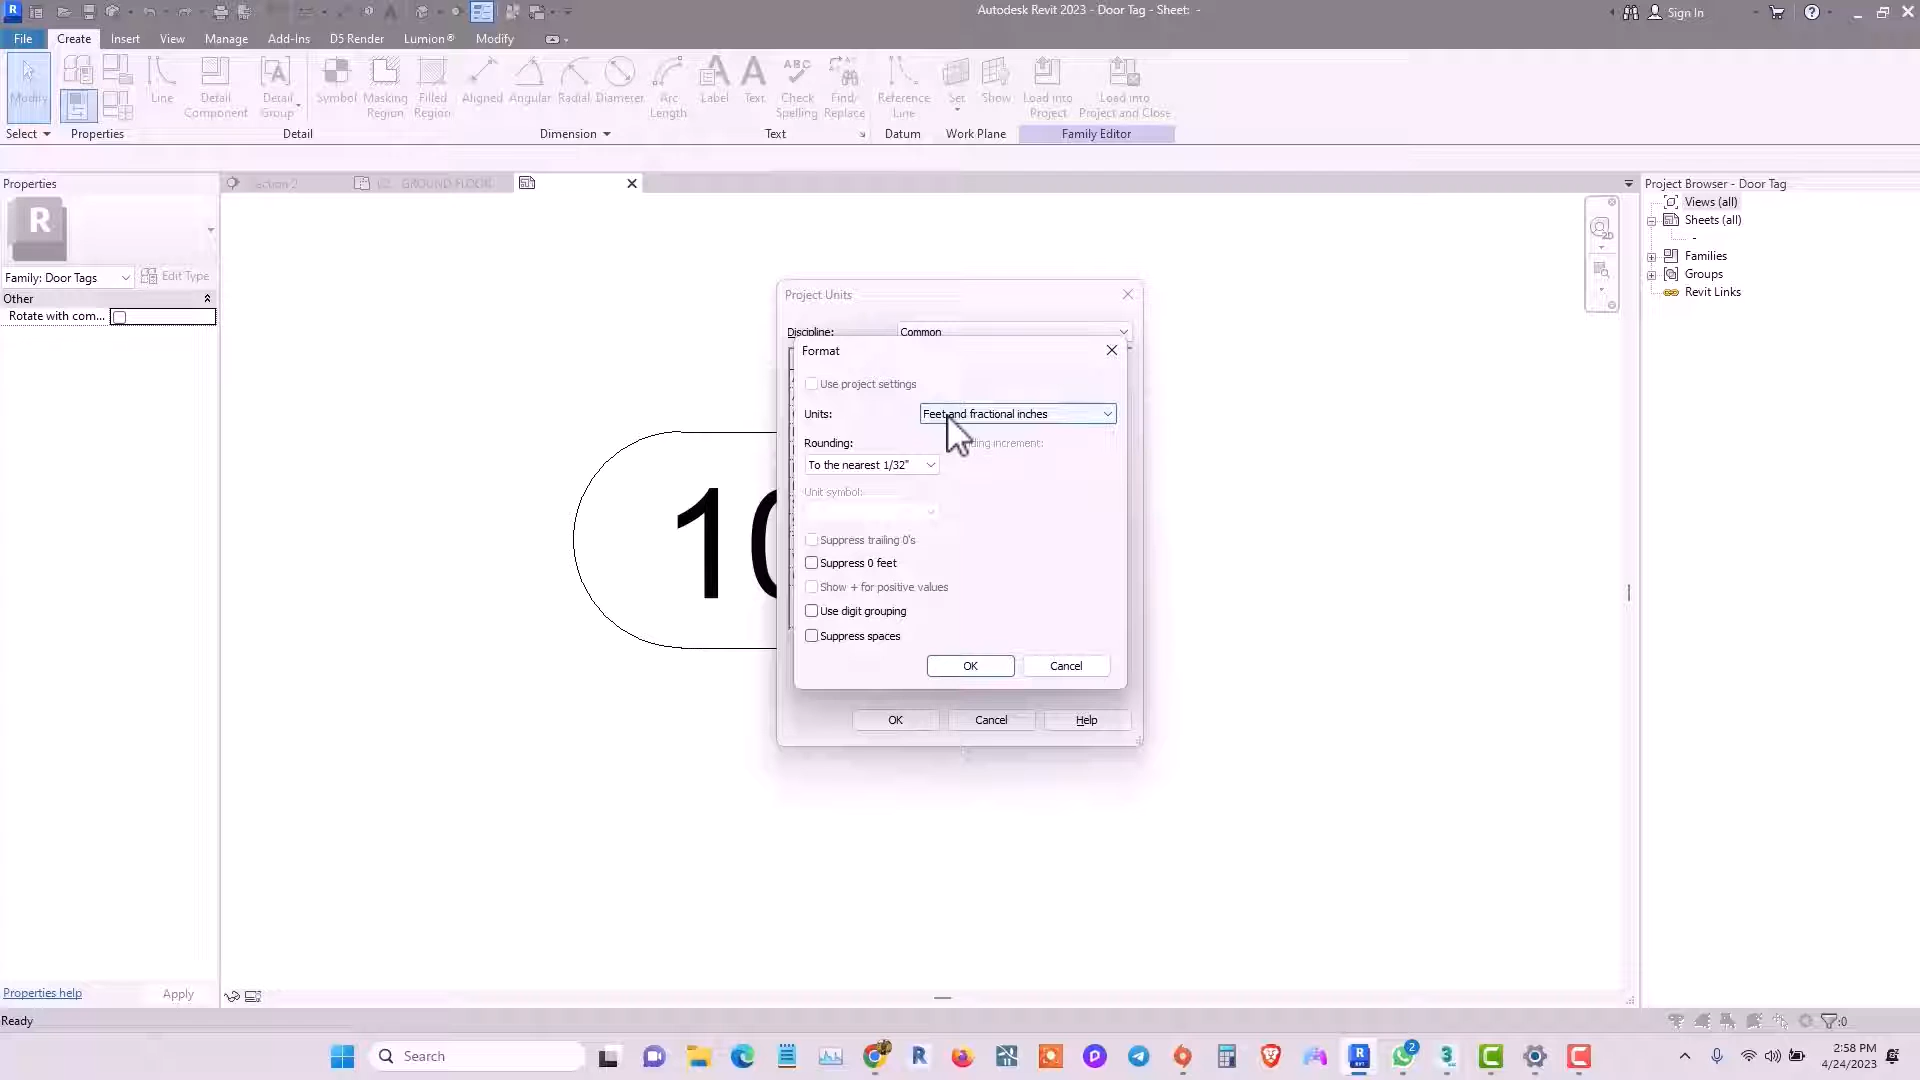 Autodesk Revit 2023 - Door Tag - Sheet: -
Sign In
File Create Insert View Manage Add-Ins D5 Render Lumion® Modify
Modify
Line
Detail Component
Detail Group
Symbol
Masking Region
Filled Region
Aligned
Angular
Radial
Diameter
Arc Length
Label
Text
Check Spelling
Find/ Replace
Reference Line
Set
Show
Load into Project
Load into Project and Close
Select Properties Detail Dimension Text Datum Work Plane Family Editor
Properties
GROUND FLOOR
Project Browser - Door Tag
Views (all)
Sheets (all)
-
Families
Groups
Revit Links
R
Family: Door Tags
Edit Type
Other
Rotate with com...
10
Project Units
Discipline: Common
Format
Use project settings
Units: Feet and fractional inches
Rounding:
increment:
To the nearest 1/32"
Unit symbol:
Suppress trailing 0's
Suppress 0 feet
Show + for positive values
Use digit grouping
Suppress spaces
OK Cancel
OK Cancel Help
Properties help
Apply
Ready
:0
Search
2
2:58 PM
4/24/2023